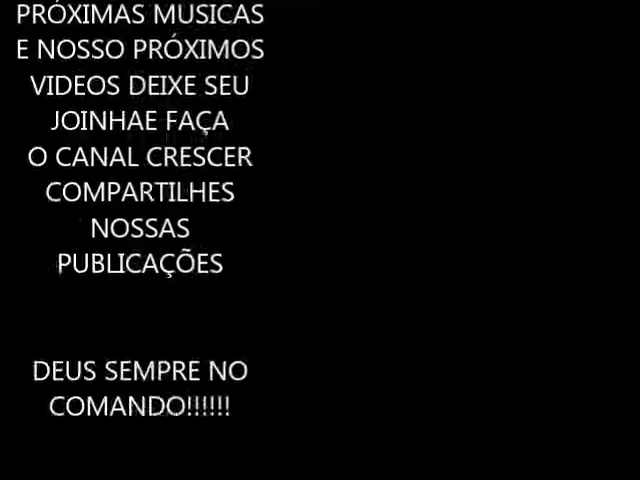 PRÓXIMAS MUSICAS
E NOSSO PRÓXIMOS
VIDEOS DEIXE SEU
JOINHAE FAÇA
O CANAL CRESCER
COMPARTILHES
NOSSAS
PUBLICAÇÕES
DEUS SEMPRE NO
COMANDO!!!!!!